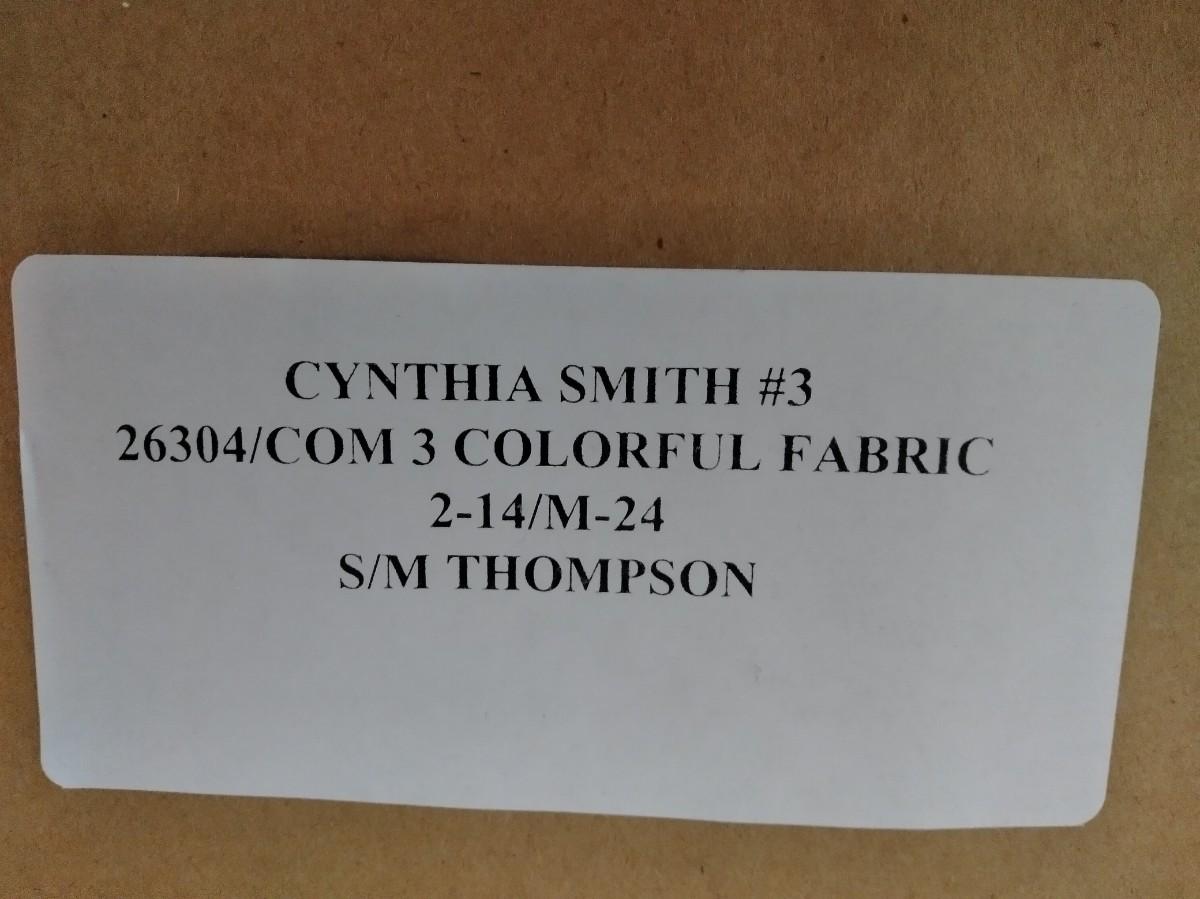 CYNTHIA SMITH #3
26304/COM 3 COLORFUL FABRIC
2-14/M-24
S/M THOMPSON